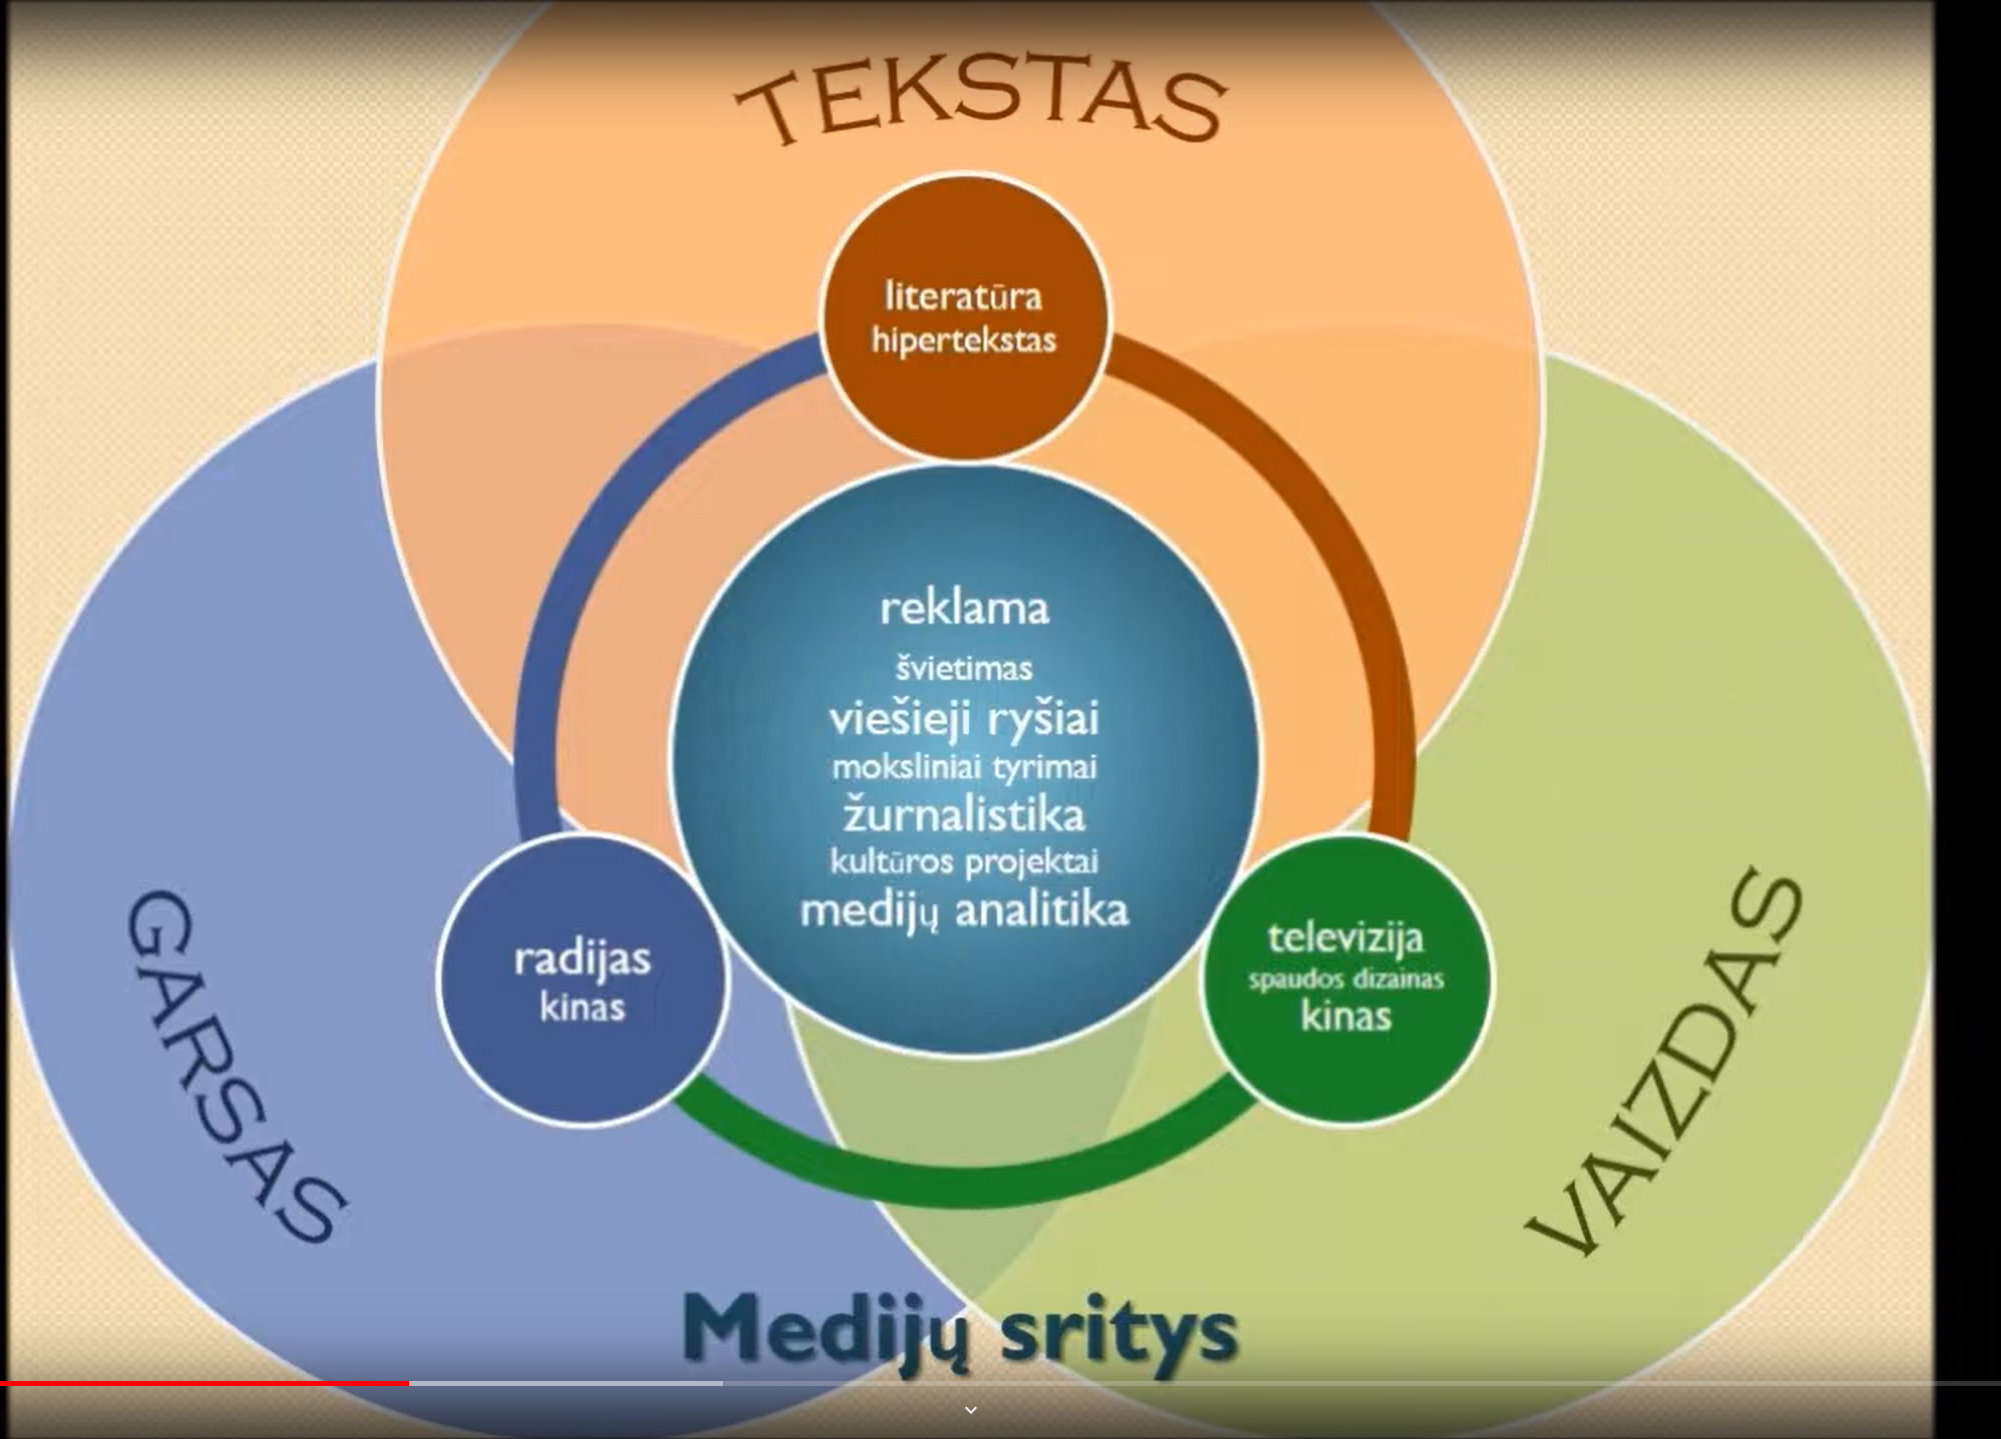 TEKSTAS
literatūra
hipertekstas
reklama
švietimas
viešieji ryšiai
moksliniai tyrimai
žurnalistika
kultūros projektai
medijų analitika
GARSAS
radijas
kinas
televizija
spaudos dizainas
kinas
VAIZDAS
Medijų sritys